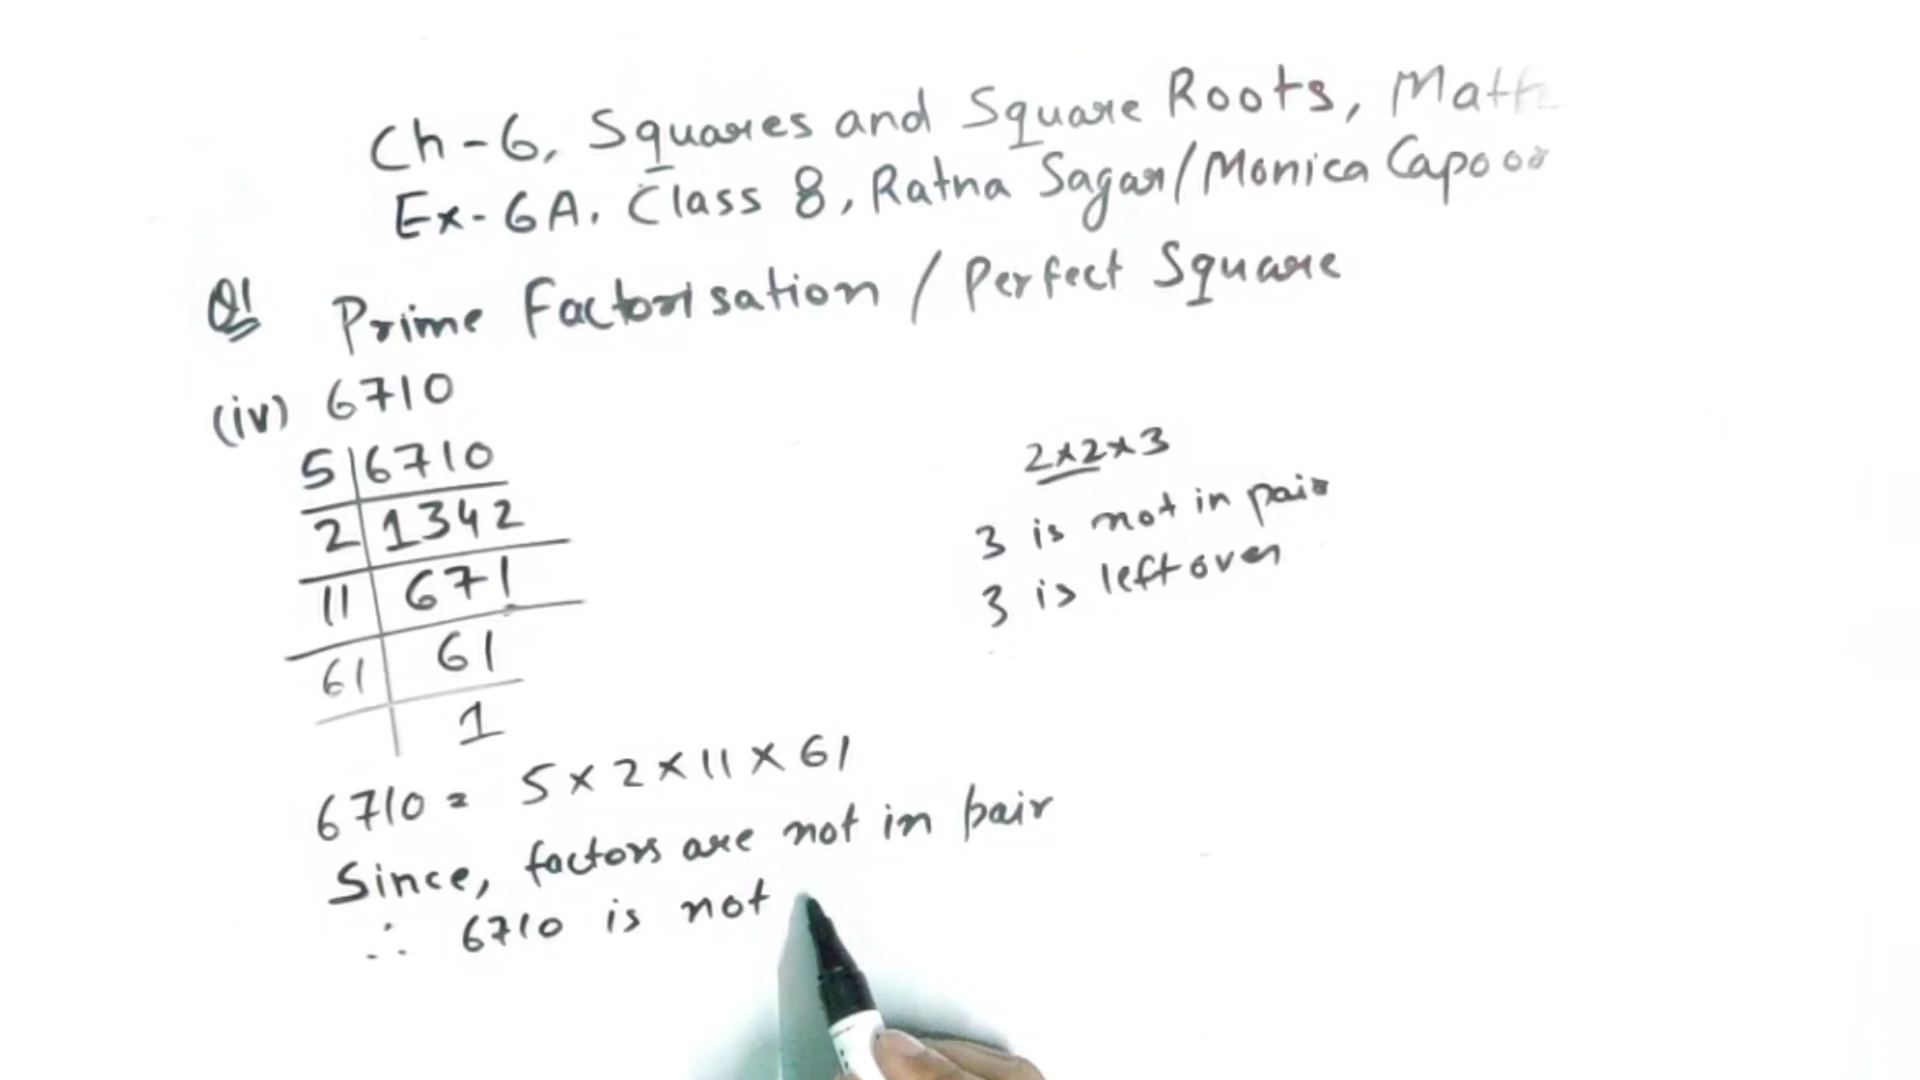 Ch-6, Squares and Square Roots, Math
Ex-6A. Class 8, Ratna Sagar/Monica Capoor
Q1 Prime Factorisation / Perfect Square
(iv) 6710
5 | 6710
2 | 1342
11 | 671
61 | 61
1
2×2×3
3 is not in pair
3 is left over
6710 = 5 × 2 × 11 × 61
Since, factors are not in pair
∴ 6710 is not